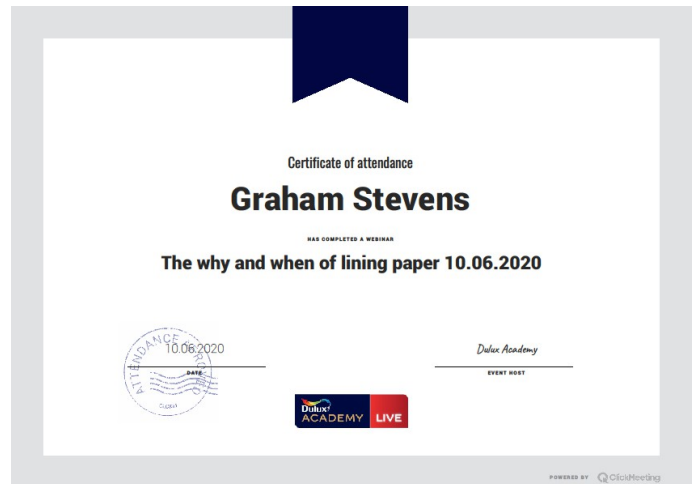 Certificate of attendance
Graham Stevens
HAS COMPLETED A WEBINAR
The why and when of lining paper 10.06.2020
ATTENDANCE
10.06.2020
DATE
Dulux Academy
EVENT HOST
Dulux
ACADEMY LIVE
POWERED BY ClickMeeting